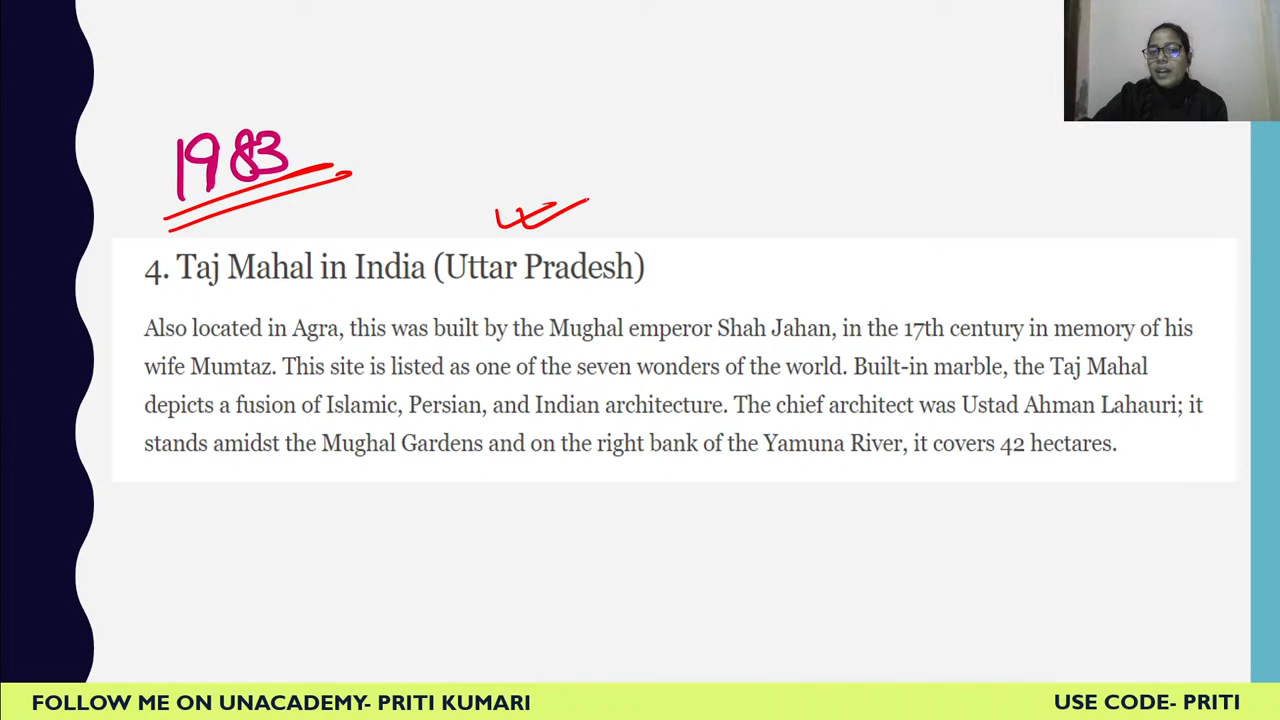 1983
4. Taj Mahal in India (Uttar Pradesh)
Also located in Agra, this was built by the Mughal emperor Shah Jahan, in the 17th century in memory of his
wife Mumtaz. This site is listed as one of the seven wonders of the world. Built-in marble, the Taj Mahal
depicts a fusion of Islamic, Persian, and Indian architecture. The chief architect was Ustad Ahman Lahauri; it
stands amidst the Mughal Gardens and on the right bank of the Yamuna River, it covers 42 hectares.
FOLLOW ME ON UNACADEMY- PRITI KUMARI
USE CODE- PRITI